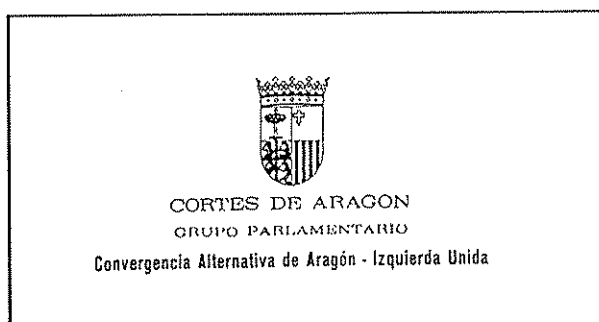 CORTES DE ARAGON
GRUPO PARLAMENTARIO
Convergencia Alternativa de Aragón - Izquierda Unida